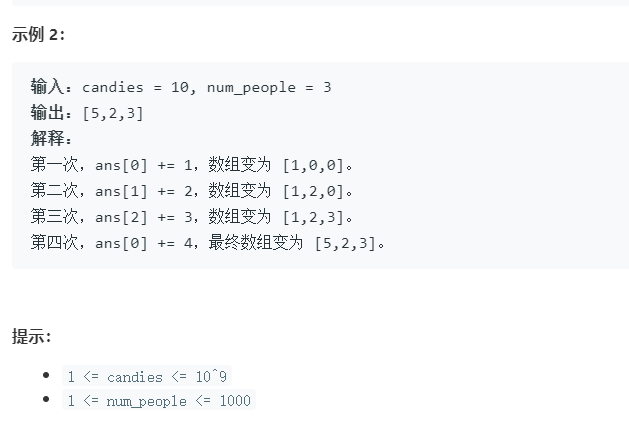 示例 2：
输入：candies = 10, num_people = 3
输出：[5,2,3]
解释：
第一次，ans[0] += 1，数组变为 [1,0,0]。
第二次，ans[1] += 2，数组变为 [1,2,0]。
第三次，ans[2] += 3，数组变为 [1,2,3]。
第四次，ans[0] += 4，最终数组变为 [5,2,3]。
提示：
• 1 <= candies <= 10^9
• 1 <= num_people <= 1000